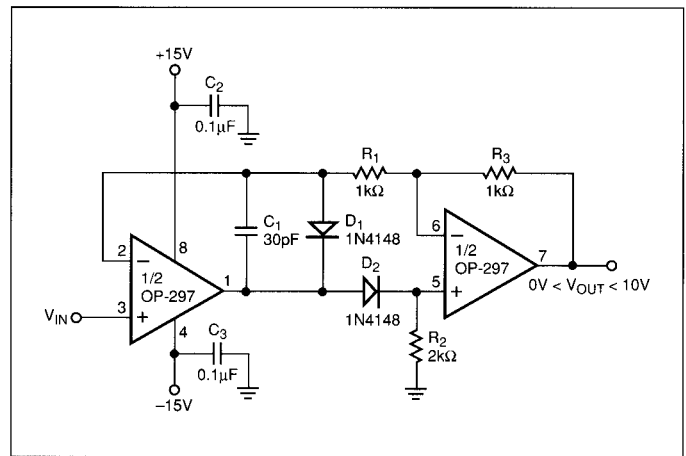 +15V
C2
0.1µF
R1
1kΩ
R3
1kΩ
C1
30pF
D1
1N4148
2
−
8
1/2
OP-297
1
3
+
VIN
4
D2
1N4148
6
−
1/2
OP-297
7
5
+
0V < VOUT < 10V
R2
2kΩ
C3
0.1µF
−15V